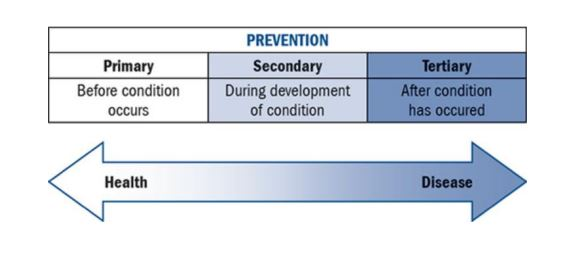 PREVENTION
Primary Secondary Tertiary
Before condition During development After condition
occurs of condition has occured
Health Disease